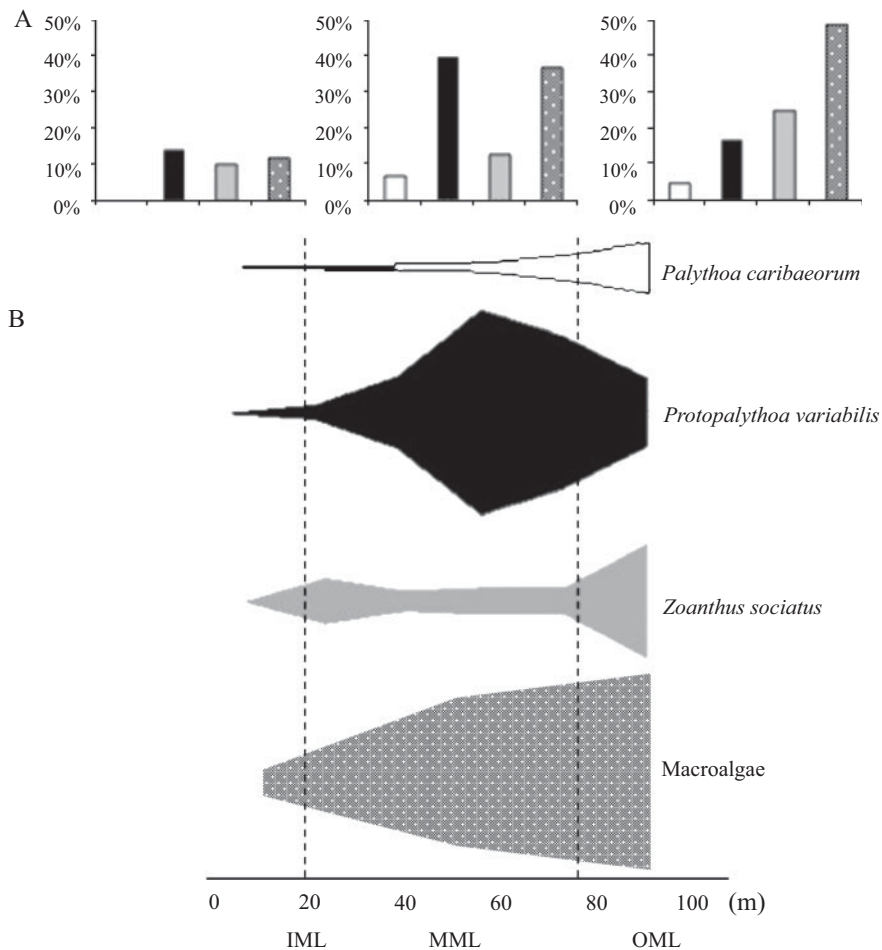 A
50%
40%
30%
20%
10%
0%
50%
40%
30%
20%
10%
0%
50%
40%
30%
20%
10%
0%
Palythoa caribaeorum
B
Protopalythoa variabilis
Zoanthus sociatus
Macroalgae
0 20 40 60 80 100 (m)
IML MML OML